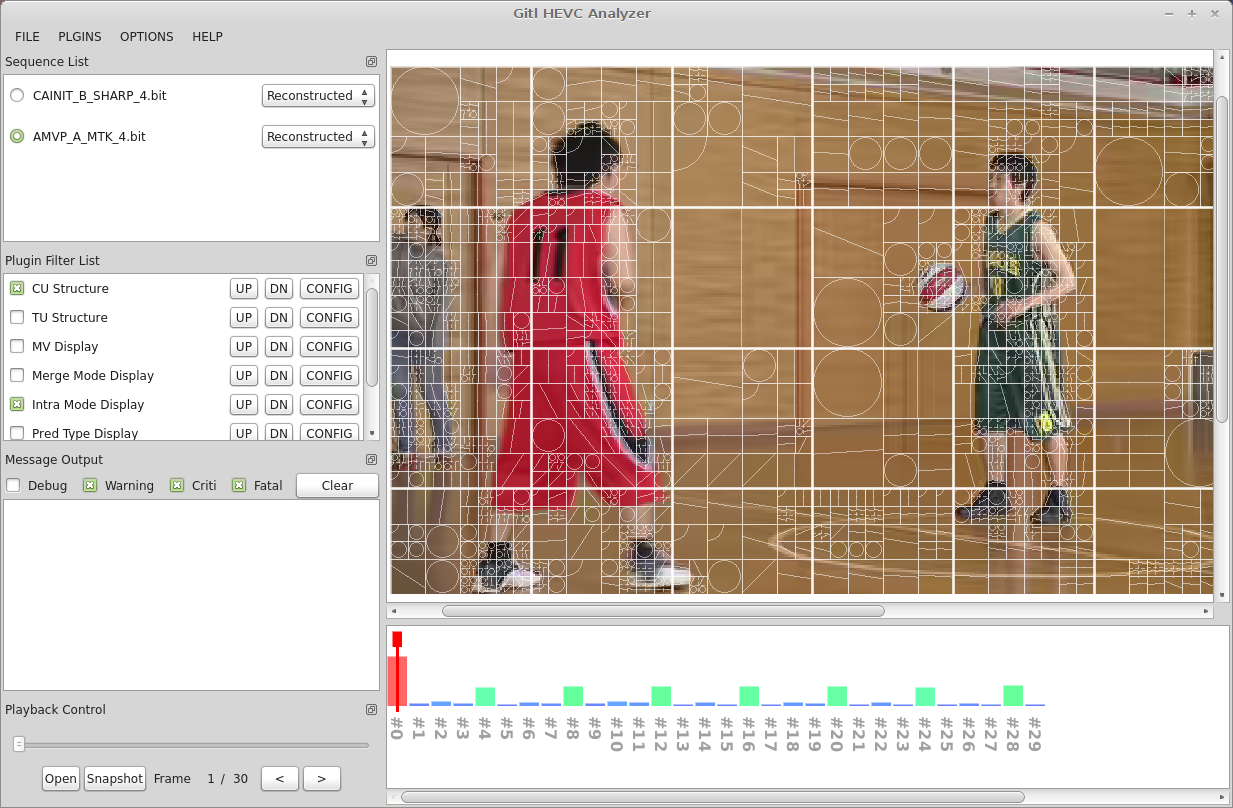 Gitl HEVC Analyzer
FILE PLGINS OPTIONS HELP
Sequence List
CAINIT_B_SHARP_4.bit Reconstructed
AMVP_A_MTK_4.bit Reconstructed
Plugin Filter List
CU Structure UP DN CONFIG
TU Structure UP DN CONFIG
MV Display UP DN CONFIG
Merge Mode Display UP DN CONFIG
Intra Mode Display UP DN CONFIG
Pred Type Display UP DN CONFIG
Message Output
Debug Warning Criti Fatal Clear
Playback Control
Open Snapshot Frame 1 / 30 < >
11
#0 #1 #2 #3 #4 #5 #6 #7 #8 #9 #10 #11 #12 #13 #14 #15 #16 #17 #18 #19 #20 #21 #22 #23 #24 #25 #26 #27 #28 #29